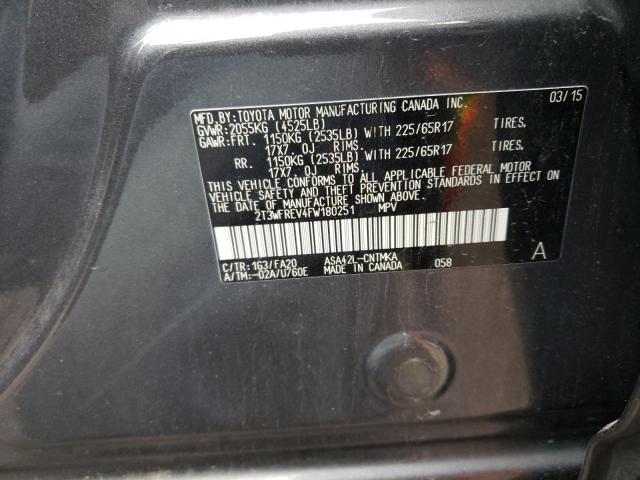 MFD.BY:TOYOTA MOTOR MANUFACTURING CANADA INC. 03/15
GVWR:2055KG (4525LB)
GAWR:FRT. 1150KG (2535LB) WITH 225/65R17 TIRES,
17X7.0J RIMS.
RR. 1150KG (2535LB) WITH 225/65R17 TIRES,
17X7.0J RIMS.
THIS VEHICLE CONFORMS TO ALL APPLICABLE FEDERAL MOTOR
VEHICLE SAFETY AND THEFT PREVENTION STANDARDS IN EFFECT ON
THE DATE OF MANUFACTURE SHOWN ABOVE.
2T3WFREV4FW180251 MPV
A
C/TR:1G3/FA20 ASA42L-CNTMKA
A/TM:-02A/U760E MADE IN CANADA 058